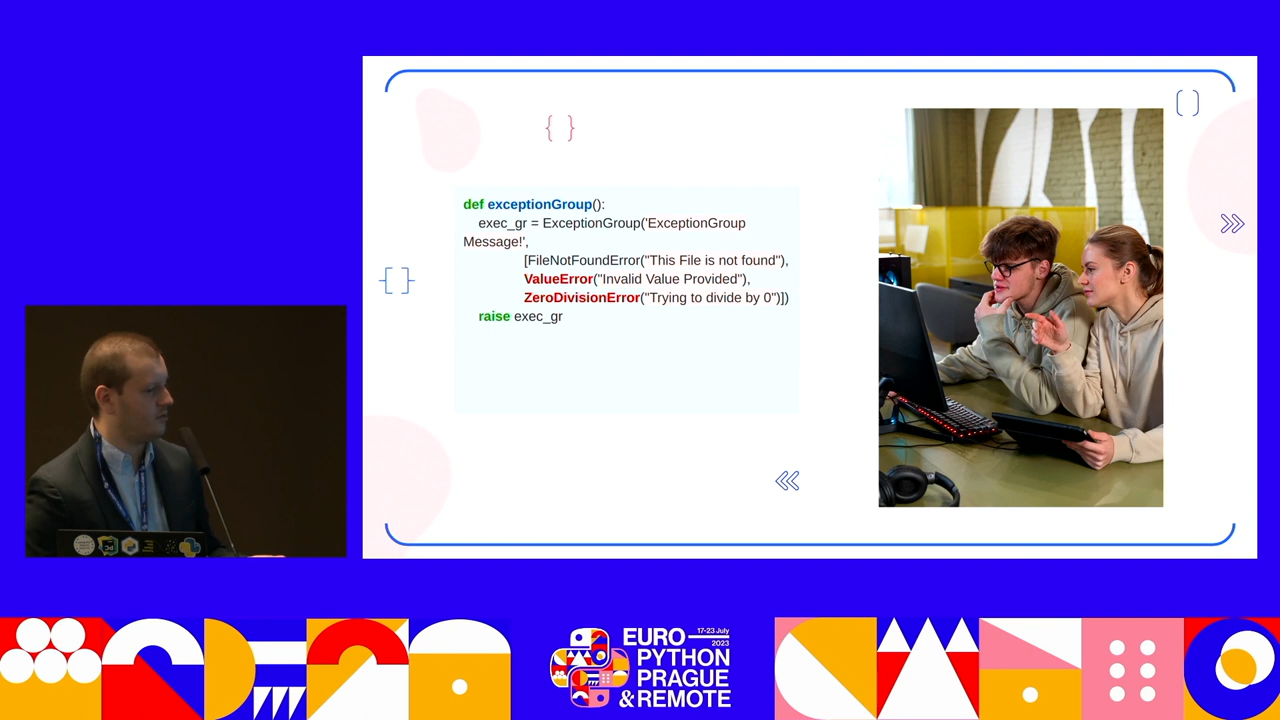 { }
[ ]
def exceptionGroup():
exec_gr = ExceptionGroup('ExceptionGroup
Message!',
[FileNotFoundError("This File is not found"),
ValueError("Invalid Value Provided"),
ZeroDivisionError("Trying to divide by 0")])
raise exec_gr
17-23 July
2023
EURO
PYTHON
PRAGUE
&REMOTE